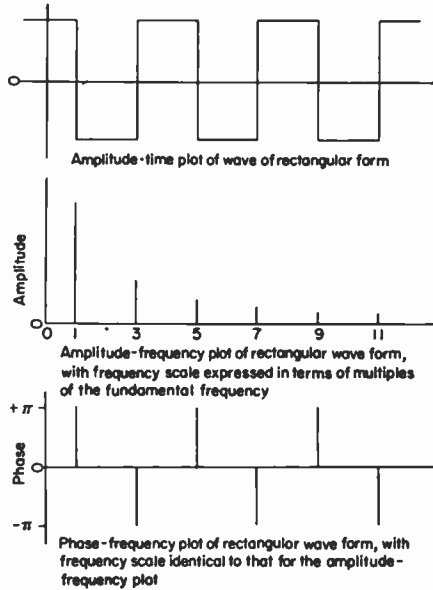 0
Amplitude-time plot of wave of rectangular form
Amplitude
0
0 1 3 5 7 9 11
Amplitude-frequency plot of rectangular wave form,
with frequency scale expressed in terms of multiples
of the fundamental frequency
Phase
+π
0
-π
Phase-frequency plot of rectangular wave form, with
frequency scale identical to that for the amplitude-
frequency plot